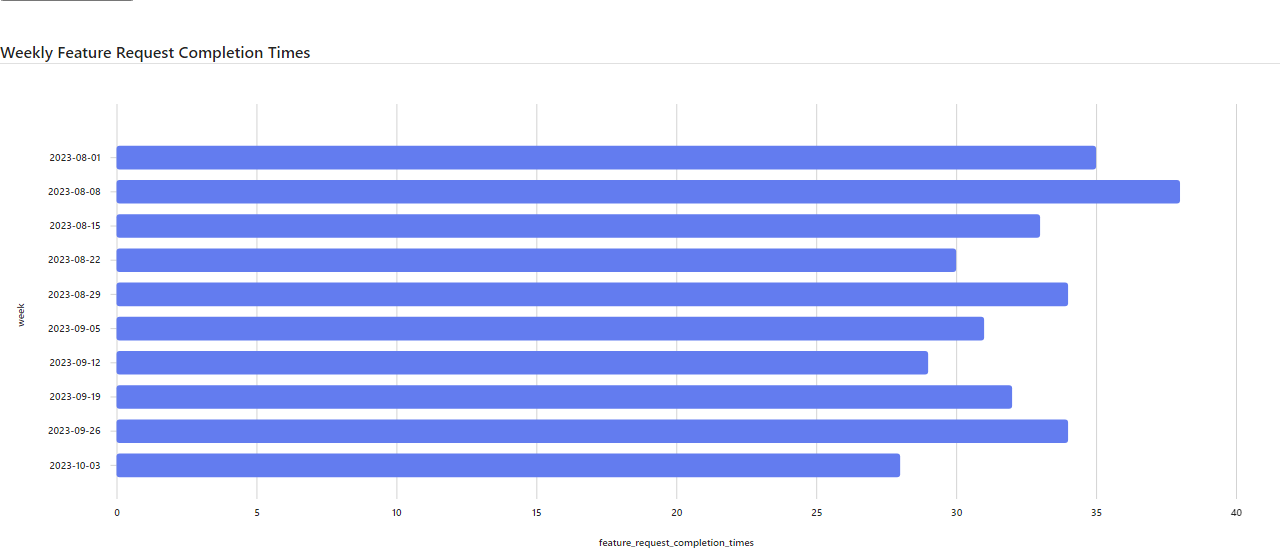 Weekly Feature Request Completion Times
2023-08-01
2023-08-08
2023-08-15
2023-08-22
2023-08-29
2023-09-05
2023-09-12
2023-09-19
2023-09-26
2023-10-03
week
0 5 10 15 20 25 30 35 40
feature_request_completion_times